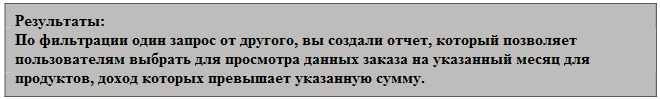 Результаты:
По фильтрации один запрос от другого, вы создали отчет, который позволяет
пользователям выбрать для просмотра данных заказа на указанный месяц для
продуктов, доход которых превышает указанную сумму.